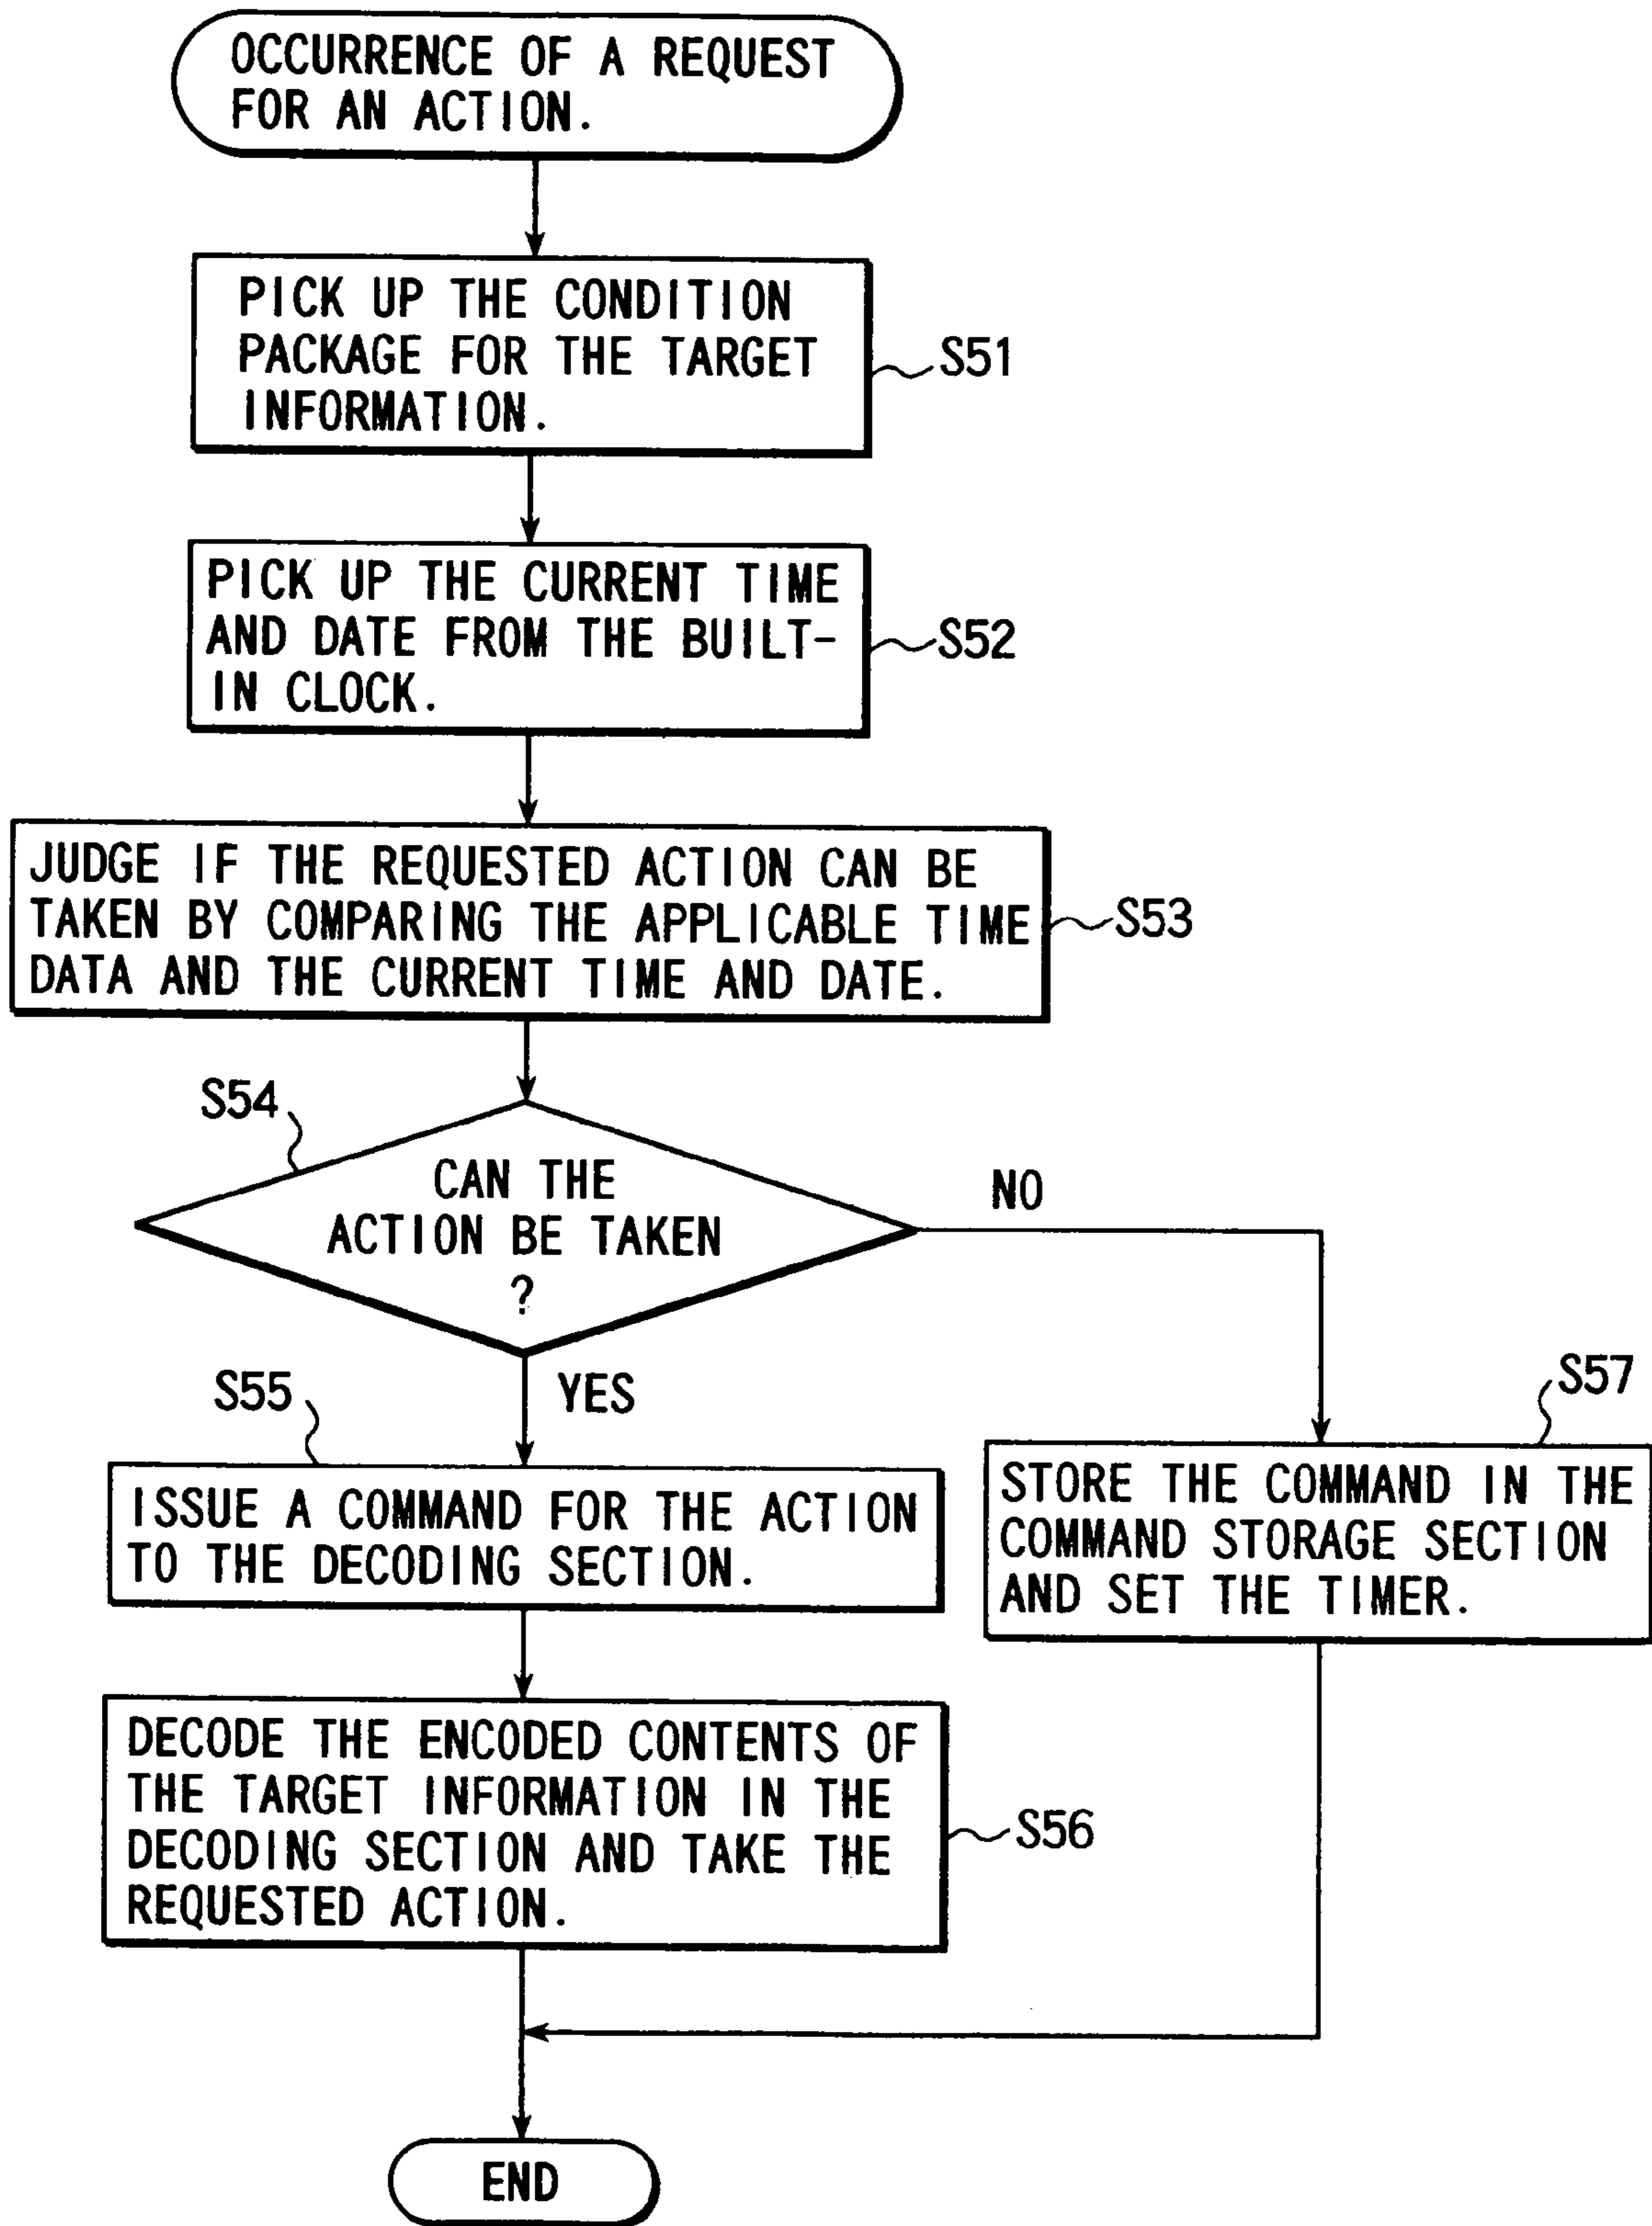 OCCURRENCE OF A REQUEST
FOR AN ACTION.
PICK UP THE CONDITION
PACKAGE FOR THE TARGET
INFORMATION.
S51
PICK UP THE CURRENT TIME
AND DATE FROM THE BUILT-
IN CLOCK.
S52
JUDGE IF THE REQUESTED ACTION CAN BE
TAKEN BY COMPARING THE APPLICABLE TIME
DATA AND THE CURRENT TIME AND DATE.
S53
S54
CAN THE
ACTION BE TAKEN
?
NO
YES
S55
ISSUE A COMMAND FOR THE ACTION
TO THE DECODING SECTION.
S57
STORE THE COMMAND IN THE
COMMAND STORAGE SECTION
AND SET THE TIMER.
DECODE THE ENCODED CONTENTS OF
THE TARGET INFORMATION IN THE
DECODING SECTION AND TAKE THE
REQUESTED ACTION.
S56
END